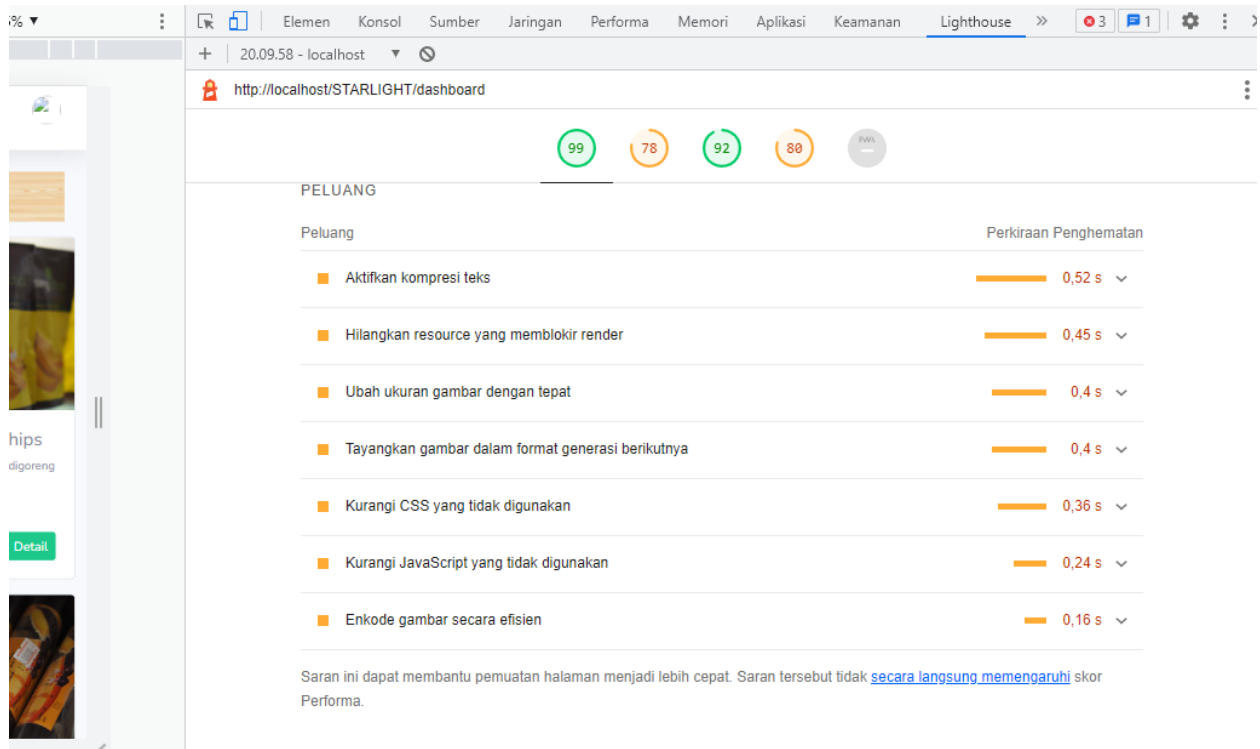 Elemen Konsol Sumber Jaringan Performa Memori Aplikasi Keamanan Lighthouse 3 1
20.09.58 - localhost
http://localhost/STARLIGHT/dashboard
99 78 92 80 PWA
PELUANG
Peluang Perkiraan Penghematan
Aktifkan kompresi teks 0,52 s
Hilangkan resource yang memblokir render 0,45 s
Ubah ukuran gambar dengan tepat 0,4 s
Tayangkan gambar dalam format generasi berikutnya 0,4 s
Kurangi CSS yang tidak digunakan 0,36 s
Kurangi JavaScript yang tidak digunakan 0,24 s
Enkode gambar secara efisien 0,16 s
Saran ini dapat membantu pemuatan halaman menjadi lebih cepat. Saran tersebut tidak secara langsung memengaruhi skor
Performa.
hips
digoreng
Detail